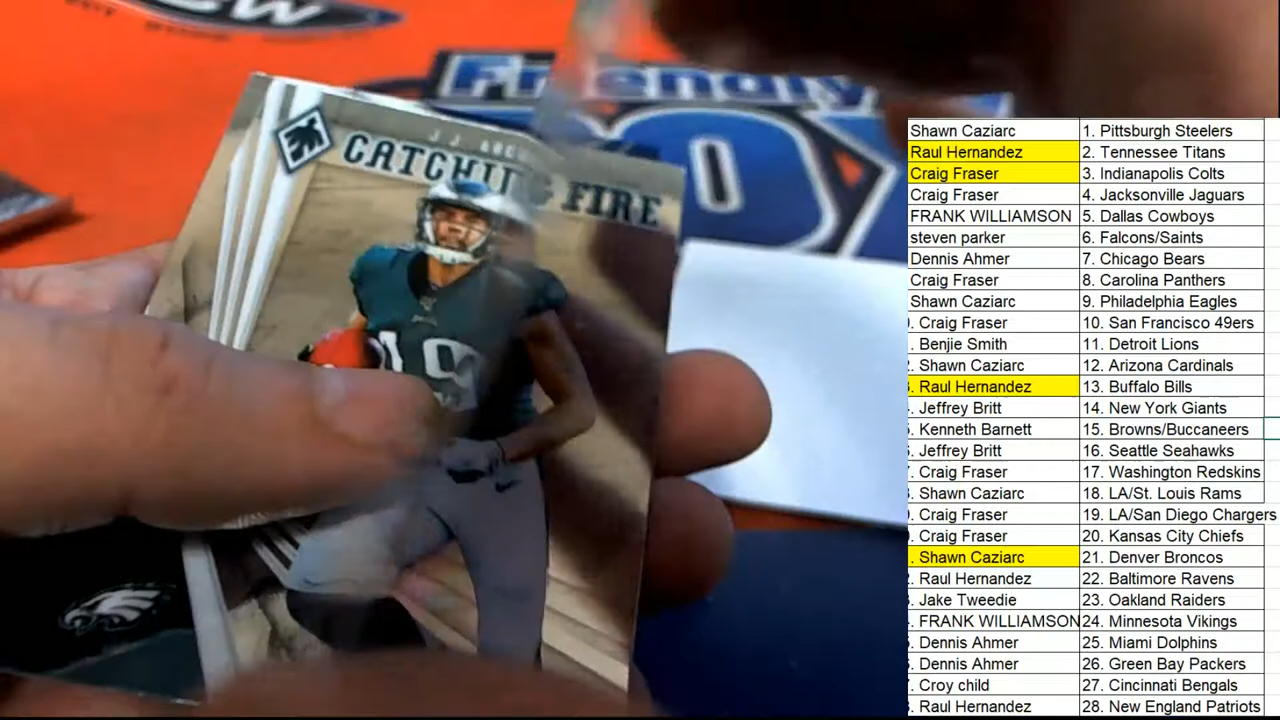 Friendly
J.J. ARC
CATCHING FIRE
19
Shawn Caziarc 1. Pittsburgh Steelers
Raul Hernandez 2. Tennessee Titans
Craig Fraser 3. Indianapolis Colts
Craig Fraser 4. Jacksonville Jaguars
FRANK WILLIAMSON 5. Dallas Cowboys
steven parker 6. Falcons/Saints
Dennis Ahmer 7. Chicago Bears
Craig Fraser 8. Carolina Panthers
Shawn Caziarc 9. Philadelphia Eagles
Craig Fraser 10. San Francisco 49ers
Benjie Smith 11. Detroit Lions
Shawn Caziarc 12. Arizona Cardinals
Raul Hernandez 13. Buffalo Bills
Jeffrey Britt 14. New York Giants
Kenneth Barnett 15. Browns/Buccaneers
Jeffrey Britt 16. Seattle Seahawks
Craig Fraser 17. Washington Redskins
Shawn Caziarc 18. LA/St. Louis Rams
Craig Fraser 19. LA/San Diego Chargers
Craig Fraser 20. Kansas City Chiefs
Shawn Caziarc 21. Denver Broncos
Raul Hernandez 22. Baltimore Ravens
Jake Tweedie 23. Oakland Raiders
FRANK WILLIAMSON 24. Minnesota Vikings
Dennis Ahmer 25. Miami Dolphins
Dennis Ahmer 26. Green Bay Packers
Croy child 27. Cincinnati Bengals
Raul Hernandez 28. New England Patriots